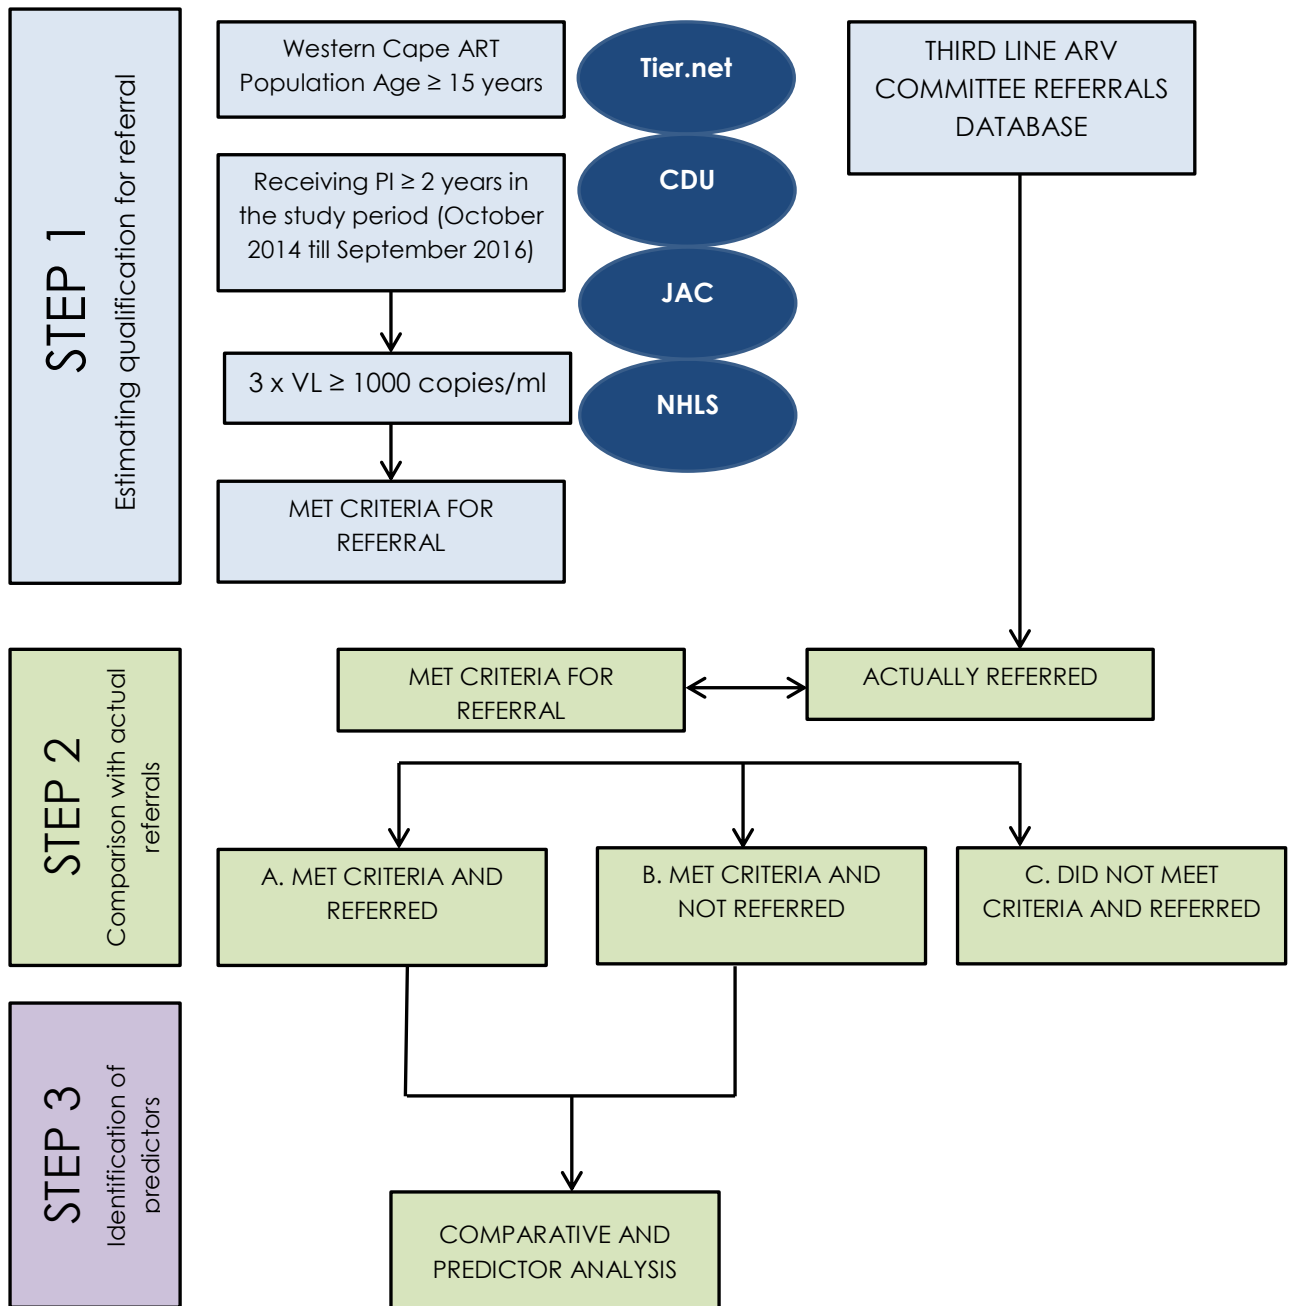 STEP 1
Estimating qualification for referral
Western Cape ART
Population Age ≥ 15 years
Receiving PI ≥ 2 years in
the study period (October
2014 till September 2016)
3 x VL ≥ 1000 copies/ml
MET CRITERIA FOR
REFERRAL
Tier.net
CDU
JAC
NHLS
THIRD LINE ARV
COMMITTEE REFERRALS
DATABASE
STEP 2
Comparison with actual
referrals
MET CRITERIA FOR
REFERRAL
ACTUALLY REFERRED
A. MET CRITERIA AND
REFERRED
B. MET CRITERIA AND
NOT REFERRED
C. DID NOT MEET
CRITERIA AND REFERRED
STEP 3
Identification of
predictors
COMPARATIVE AND
PREDICTOR ANALYSIS